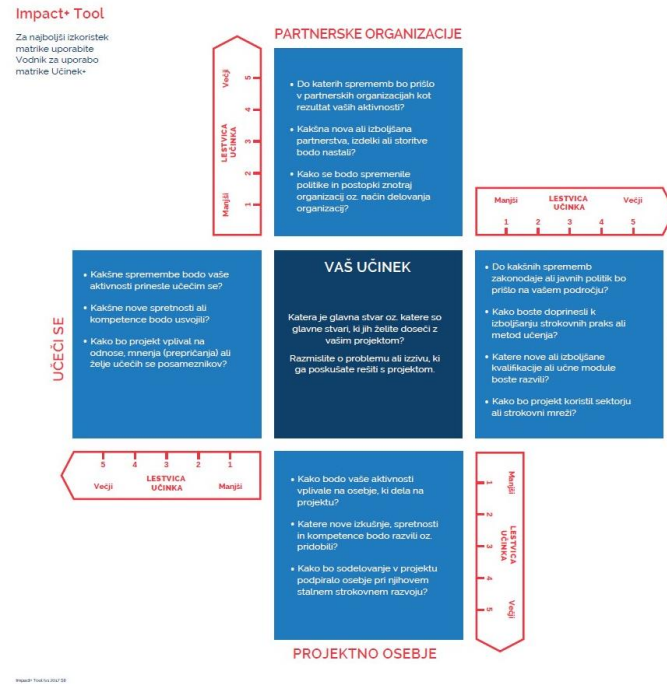 Impact+ Tool
Za najboljši izkoristek
matrike uporabite
Vodnik za uporabo
matrike Učinek+
PARTNERSKE ORGANIZACIJE
Večji
LESTVICA
UČINKA
Manjši
5
4
3
2
1
• Do katerih sprememb bo prišlo
v partnerskih organizacijah kot
rezultat vaših aktivnosti?
• Kakšna nova ali izboljšana
partnerstva, izdelki ali storitve
bodo nastali?
• Kako se bodo spremenile
politike in postopki znotraj
organizacij oz. način delovanja
organizacij?
Manjši
LESTVICA
UČINKA
Večji
1 2 3 4 5
UČEČI SE
• Kakšne spremembe bodo vaše
aktivnosti prinesle učečim se?
• Kakšne nove spretnosti ali
kompetence bodo usvojili?
• Kako bo projekt vplival na
odnose, mnenja (prepričanja) ali
želje učečih se posameznikov?
VAŠ UČINEK
Katera je glavna stvar oz. katere so
glavne stvari, ki jih želite doseči z
vašim projektom?
Razmislite o problemu ali izzivu, ki
ga poskušate rešiti s projektom.
• Do kakšnih sprememb
zakonodaje ali javnih politik bo
prišlo na vašem področju?
• Kako boste doprinesli k
izboljšanju strokovnih praks ali
metod učenja?
• Katere nove ali izboljšane
kvalifikacije ali učne module
boste razvili?
• Kako bo projekt koristil sektorju
ali strokovni mreži?
5 4 3 2 1
Večji
LESTVICA
UČINKA
Manjši
• Kako bodo vaše aktivnosti
vplivale na osebje, ki dela na
projektu?
• Katere nove izkušnje, spretnosti
in kompetence bodo razvili oz.
pridobili?
• Kako bo sodelovanje v projektu
podpiralo osebje pri njihovem
stalnem strokovnem razvoju?
1
2
3
4
5
Manjši
LESTVICA
UČINKA
Večji
PROJEKTNO OSEBJE
Impact+ Tool